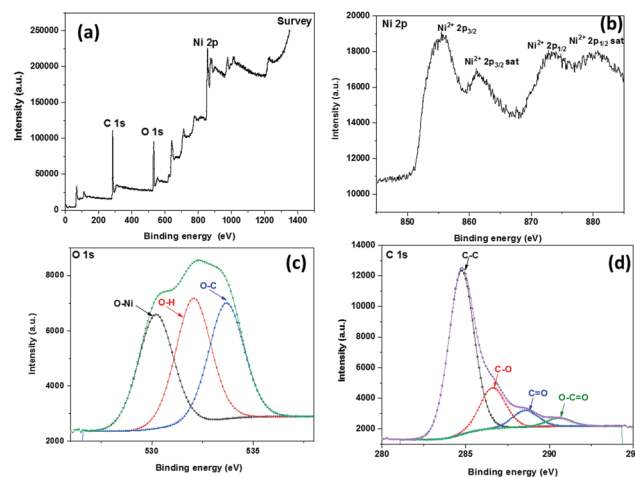 (a)
Survey
Ni 2p
C 1s
O 1s
250000
200000
150000
100000
50000
0
0 200 400 600 800 1000 1200 1400
Intensity (a.u.)
Binding energy (eV)
Ni 2p
(b)
Ni²⁺ 2p₃/₂
Ni²⁺ 2p₃/₂ sat
Ni²⁺ 2p₁/₂
Ni²⁺ 2p₁/₂ sat
20000
18000
16000
14000
12000
10000
850 860 870 880
Intensity (a.u.)
Binding energy (eV)
O 1s
(c)
O-Ni
O-H
O-C
8000
6000
4000
2000
530 535
Intensity (a.u.)
Binding energy (eV)
C 1s
(d)
C-C
C-O
C=O
O-C=O
14000
12000
10000
8000
6000
4000
2000
280 285 290 29
Intensity (a.u.)
Binding energy (eV)